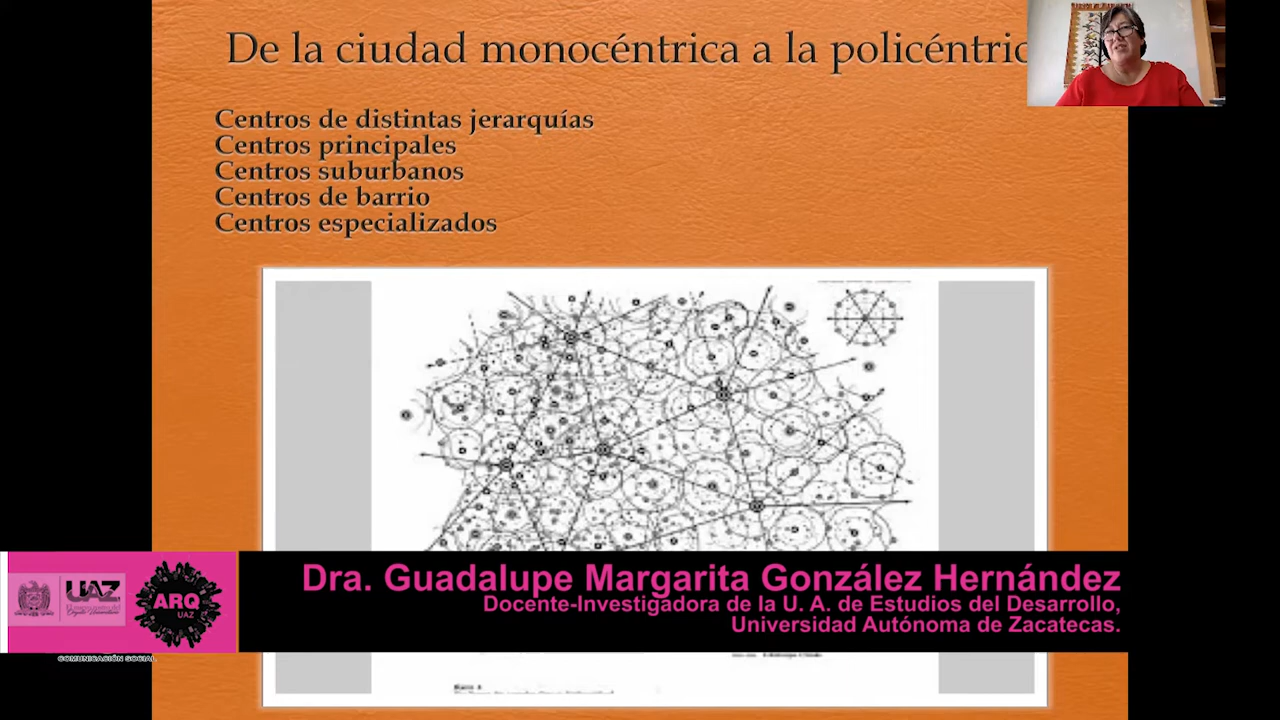 De la ciudad monocéntrica a la policéntric
Centros de distintas jerarquías
Centros principales
Centros suburbanos
Centros de barrio
Centros especializados
Dra. Guadalupe Margarita González Hernández
Docente-Investigadora de la U. A. de Estudios del Desarrollo,
Universidad Autónoma de Zacatecas.
UAZ
ARQ
UAZ
COMUNICACIÓN SOCIAL